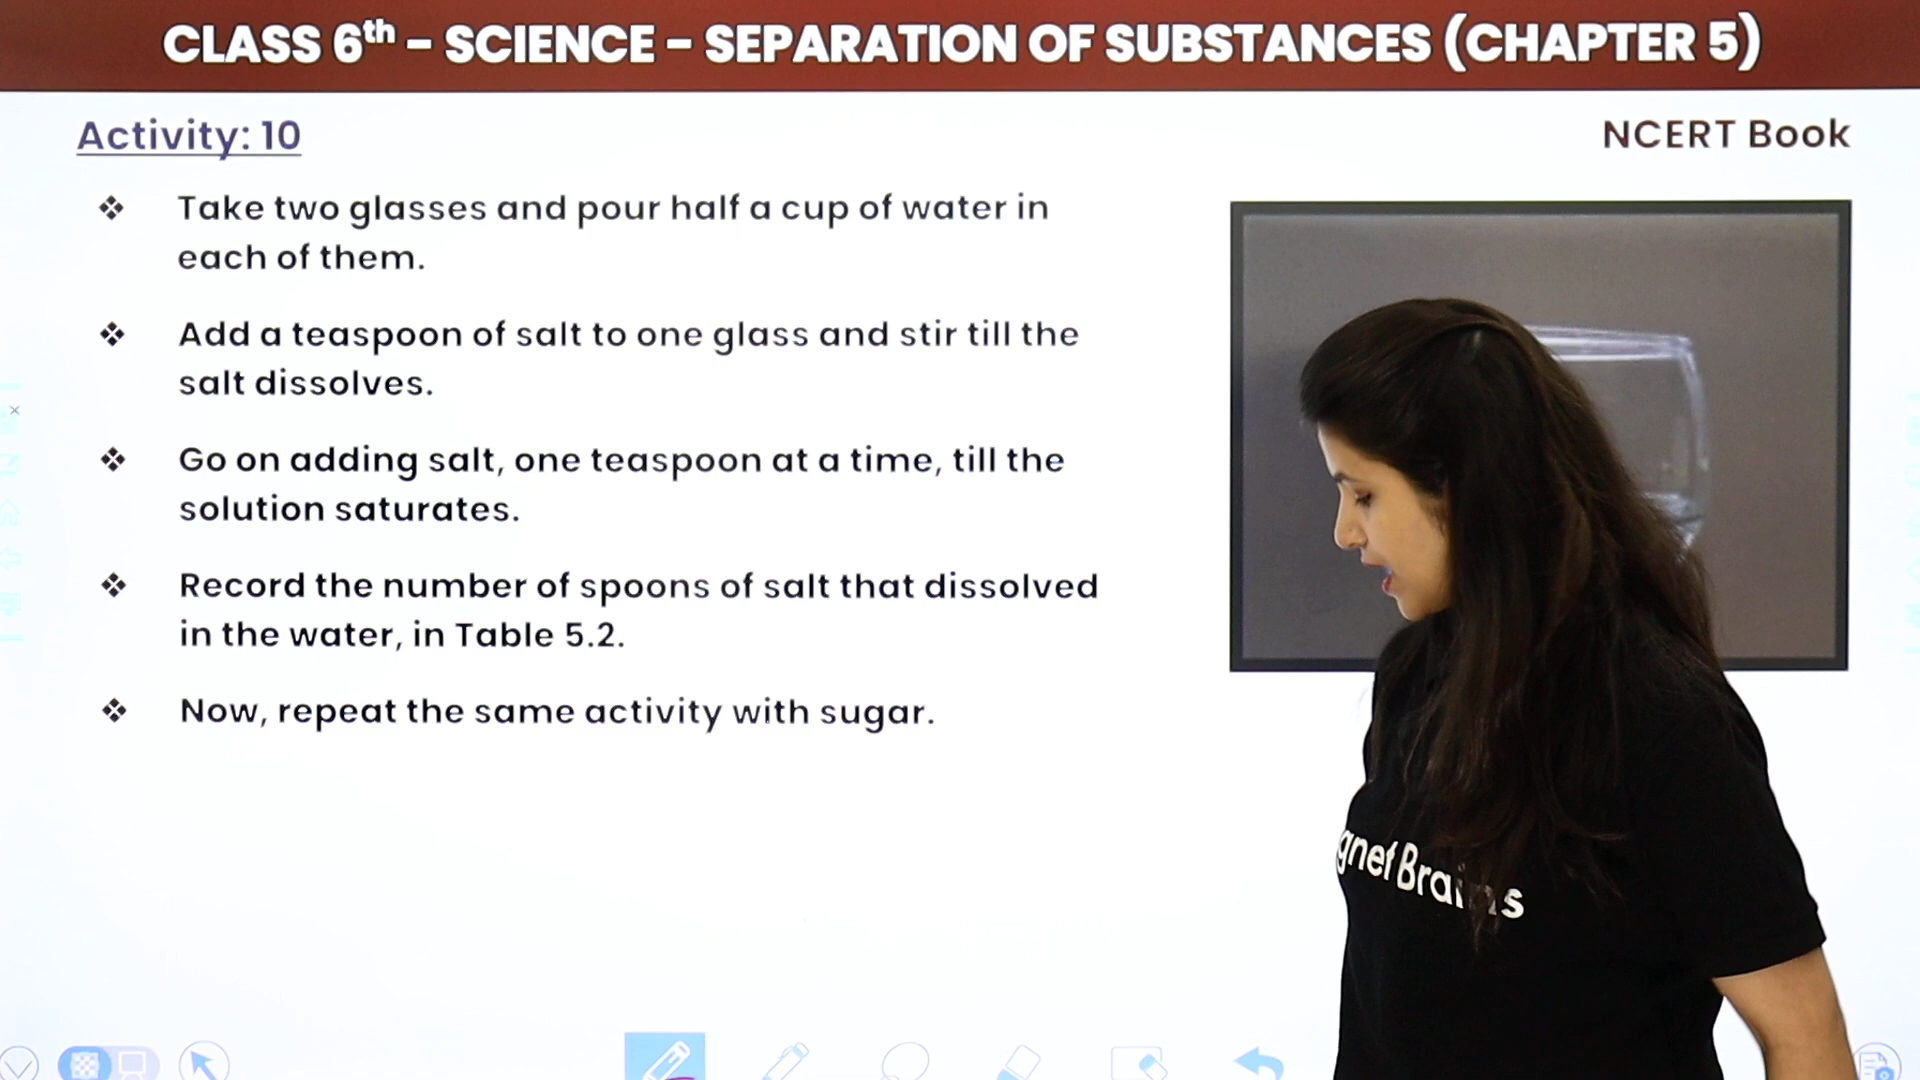 CLASS 6th - SCIENCE - SEPARATION OF SUBSTANCES (CHAPTER 5)
Activity: 10
NCERT Book
❖ Take two glasses and pour half a cup of water in
each of them.
❖ Add a teaspoon of salt to one glass and stir till the
salt dissolves.
❖ Go on adding salt, one teaspoon at a time, till the
solution saturates.
❖ Record the number of spoons of salt that dissolved
in the water, in Table 5.2.
❖ Now, repeat the same activity with sugar.
gnet Brains